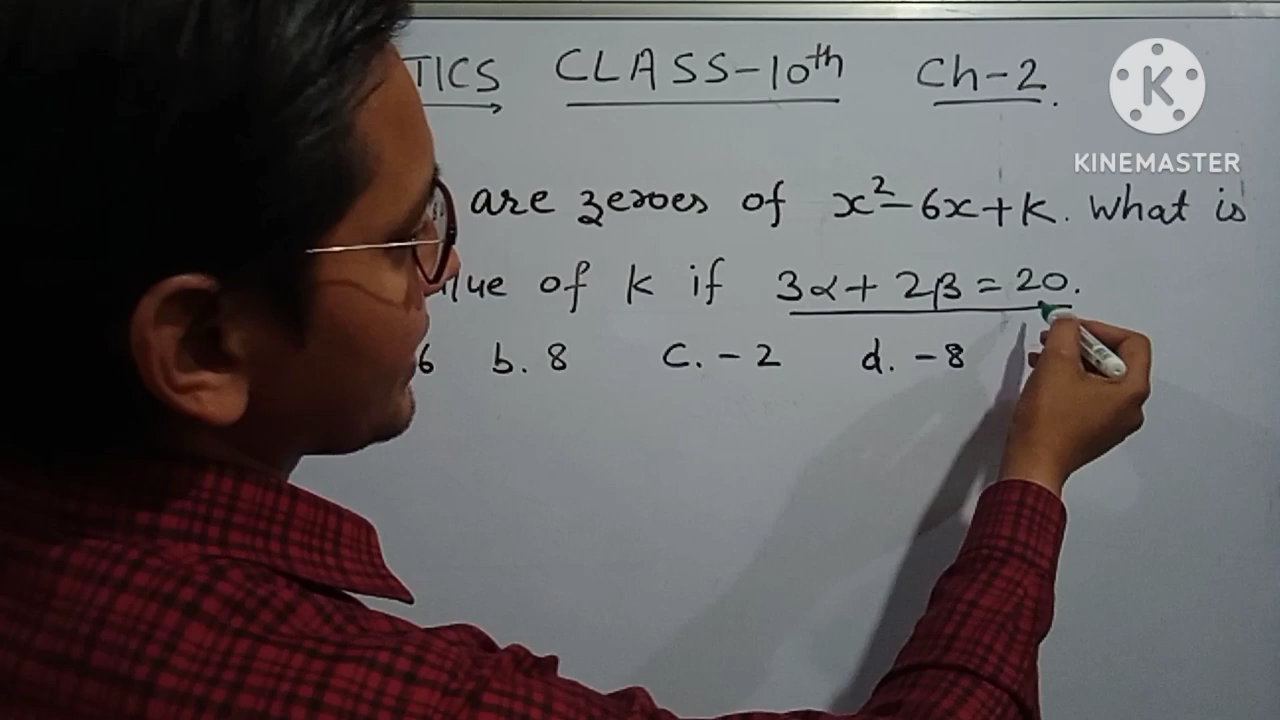 TICS CLASS-10th Ch-2.
K
KINEMASTER
are zeroes of x²-6x+k. What is
of k if 3α+2β=20.
6 b. 8 c. -2 d. -8